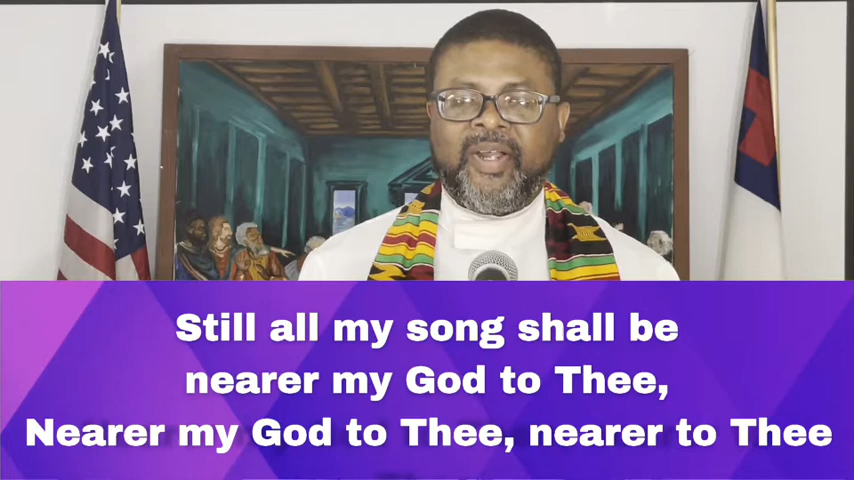 Still all my song shall be
nearer my God to Thee,
Nearer my God to Thee, nearer to Thee